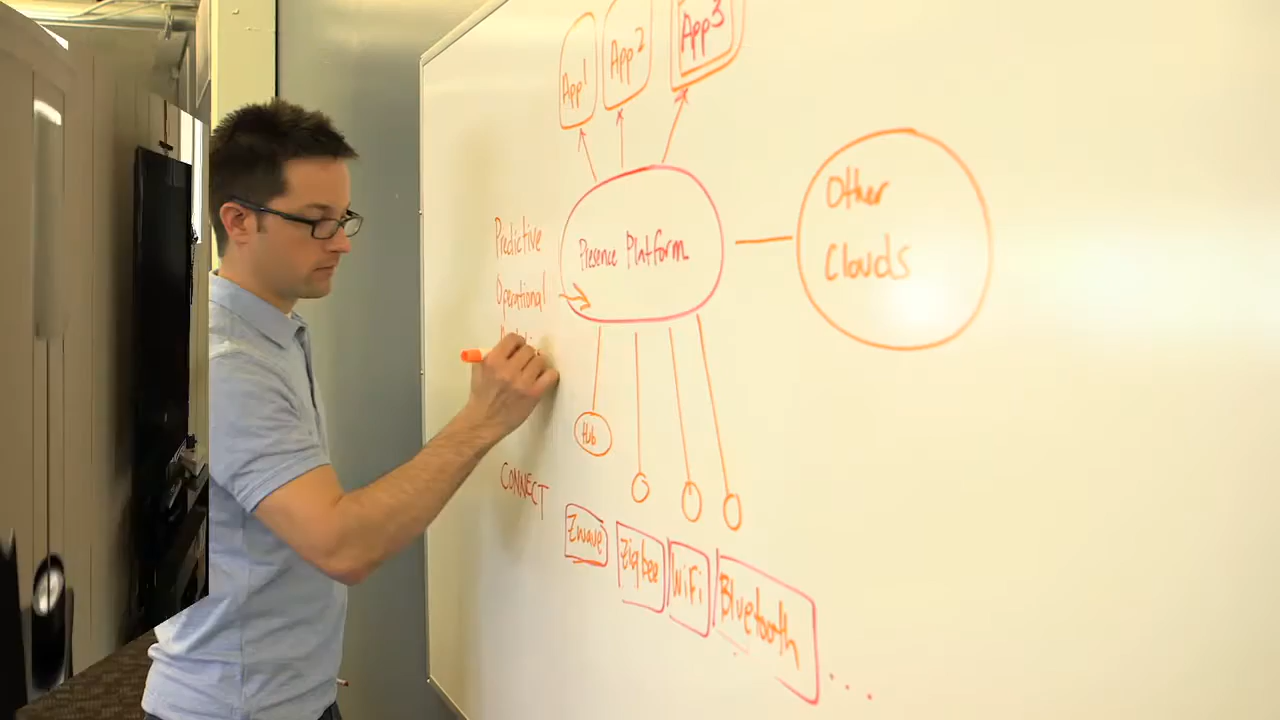 App1
App2
App3
Other
Clouds
Predictive
Presence Platform
Operational
Hub
CONNECT
Zwave
Zigbee
WiFi
Bluetooth
...